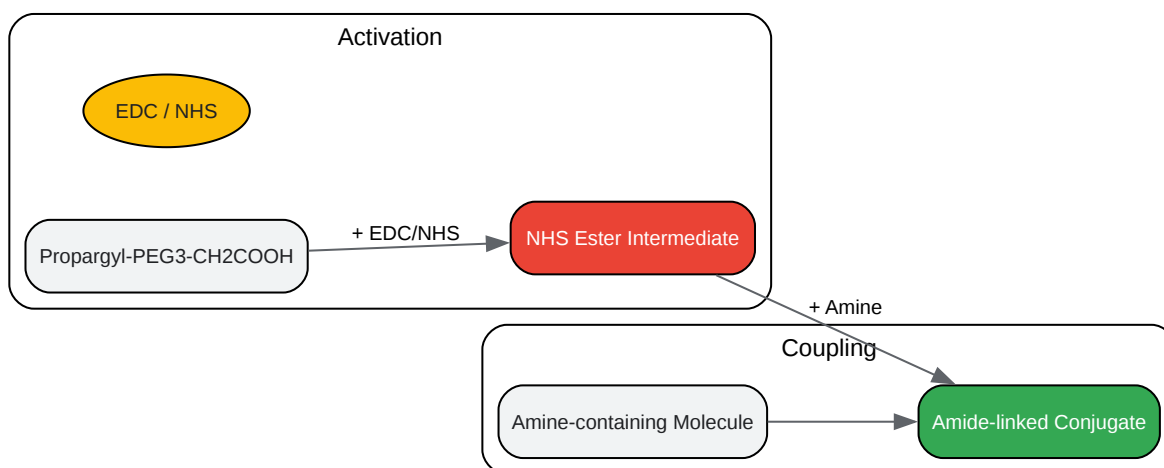 Activation
EDC / NHS
Propargyl-PEG3-CH2COOH
+ EDC/NHS
NHS Ester Intermediate
+ Amine
Coupling
Amine-containing Molecule
Amide-linked Conjugate